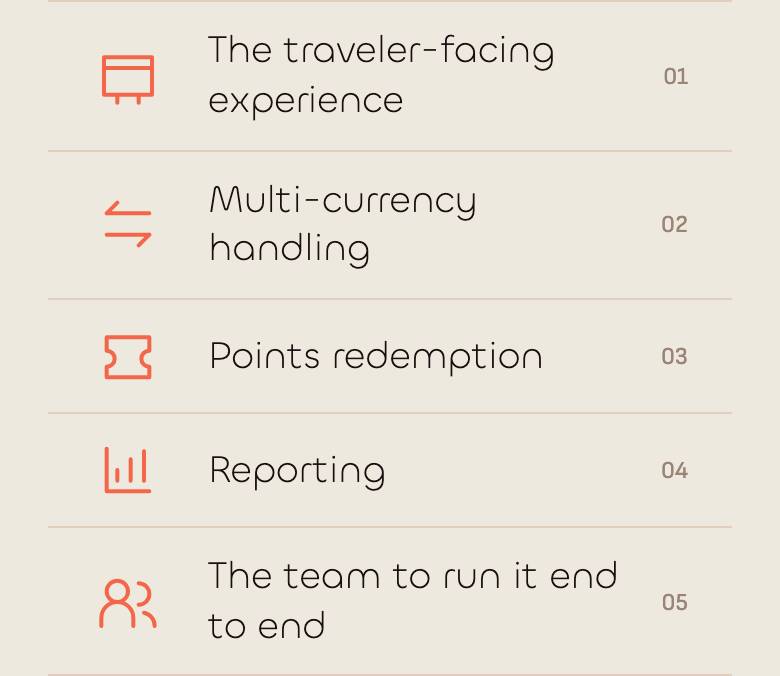 The traveler-facing
experience
01
Multi-currency
handling
02
Points redemption
03
Reporting
04
The team to run it end
to end
05